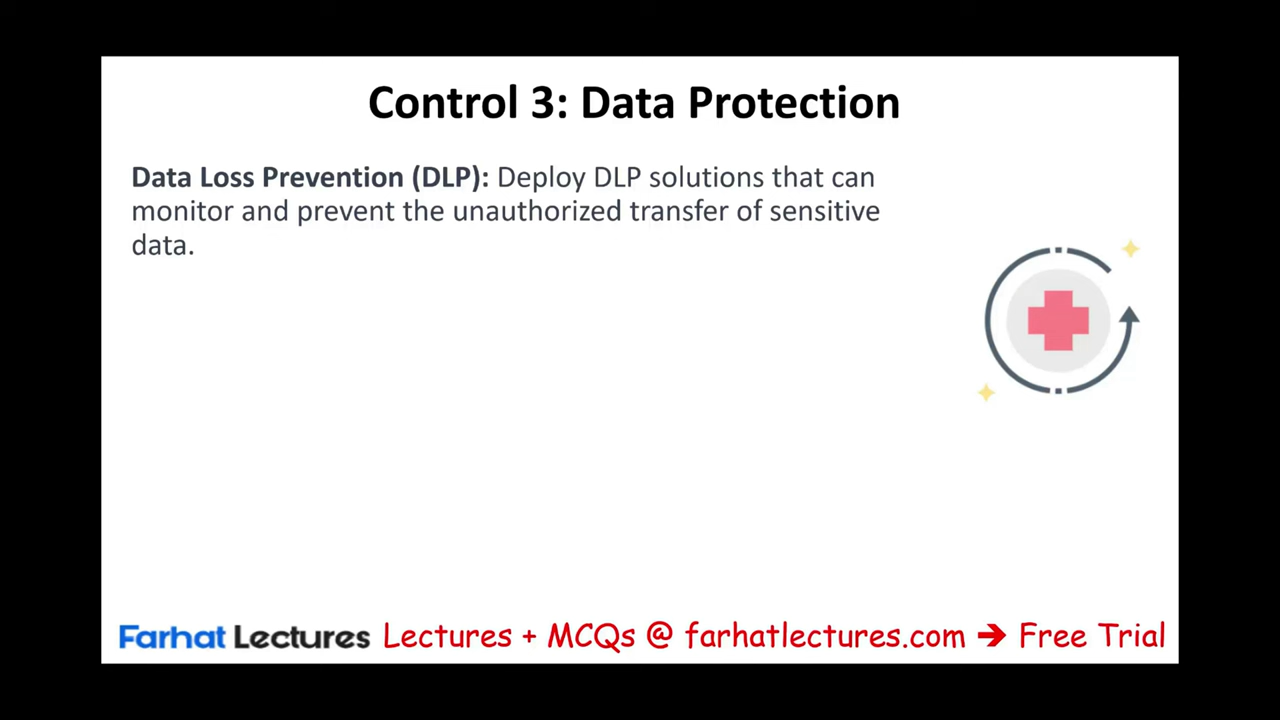 Control 3: Data Protection
Data Loss Prevention (DLP): Deploy DLP solutions that can
monitor and prevent the unauthorized transfer of sensitive
data.
Farhat Lectures Lectures + MCQs @ farhatlectures.com → Free Trial